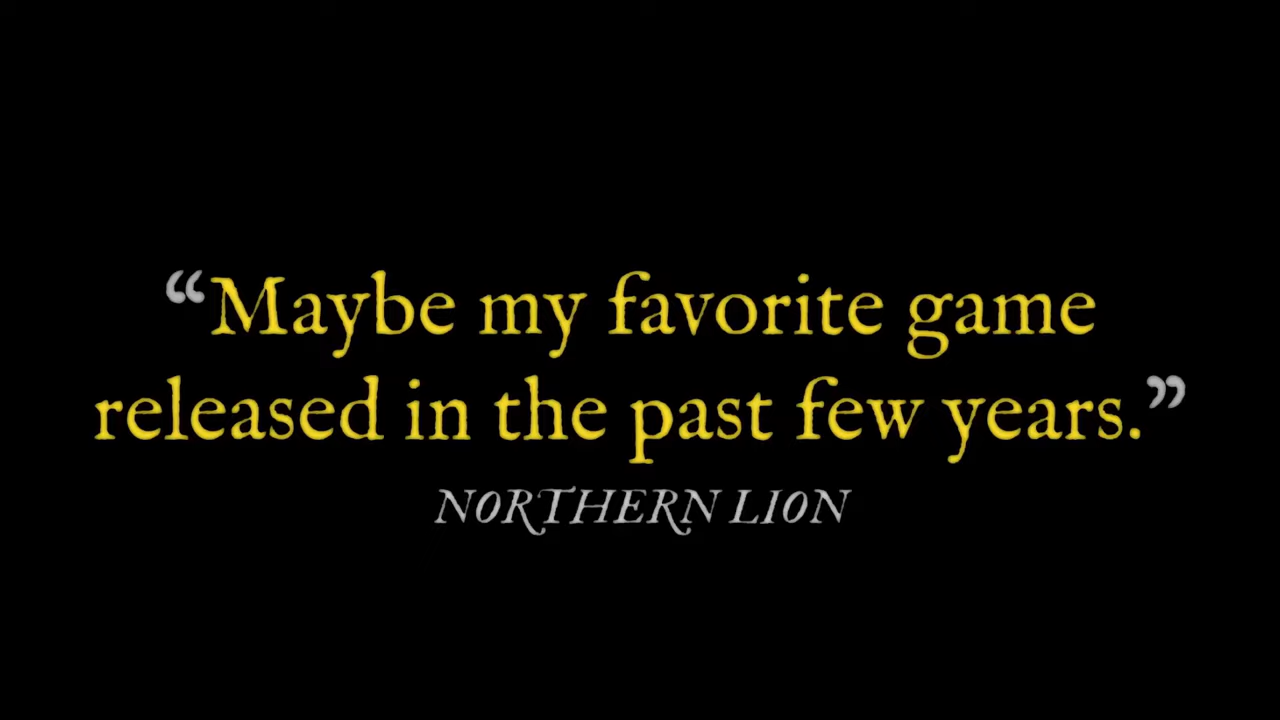 “Maybe my favorite game
released in the past few years.”
NORTHERN LION